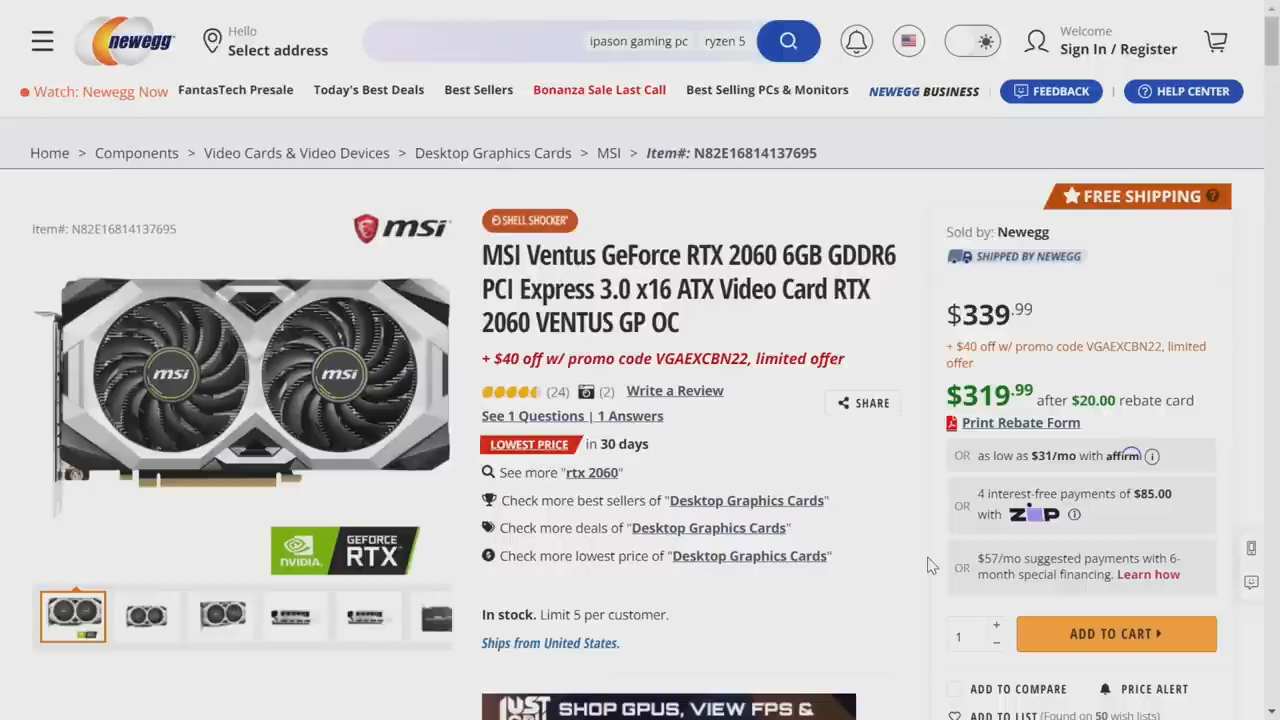 newegg
Hello
Select address
ipason gaming pc
ryzen 5
Welcome
Sign In / Register
Watch: Newegg Now
FantasTech Presale
Today's Best Deals
Best Sellers
Bonanza Sale Last Call
Best Selling PCs & Monitors
NEWEGG BUSINESS
FEEDBACK
HELP CENTER
Home > Components > Video Cards & Video Devices > Desktop Graphics Cards > MSI > Item#: N82E16814137695
Item#: N82E16814137695
msi
msi
msi
NVIDIA.
GEFORCE
RTX
SHELL SHOCKER
MSI Ventus GeForce RTX 2060 6GB GDDR6
PCI Express 3.0 x16 ATX Video Card RTX
2060 VENTUS GP OC
+ $40 off w/ promo code VGAEXCBN22, limited offer
(24)
(2)
Write a Review
See 1 Questions | 1 Answers
SHARE
LOWEST PRICE in 30 days
See more "rtx 2060"
Check more best sellers of "Desktop Graphics Cards"
Check more deals of "Desktop Graphics Cards"
Check more lowest price of "Desktop Graphics Cards"
In stock. Limit 5 per customer.
Ships from United States.
SHOP GPUS, VIEW FPS &
FREE SHIPPING
Sold by: Newegg
SHIPPED BY NEWEGG
$339.99
+ $40 off w/ promo code VGAEXCBN22, limited
offer
$319.99 after $20.00 rebate card
Print Rebate Form
OR as low as $31/mo with affirm
OR 4 interest-free payments of $85.00
with ZIP
OR $57/mo suggested payments with 6-
month special financing. Learn how
1
ADD TO CART
ADD TO COMPARE
PRICE ALERT
ADD TO LIST (Found on 50 wish lists)